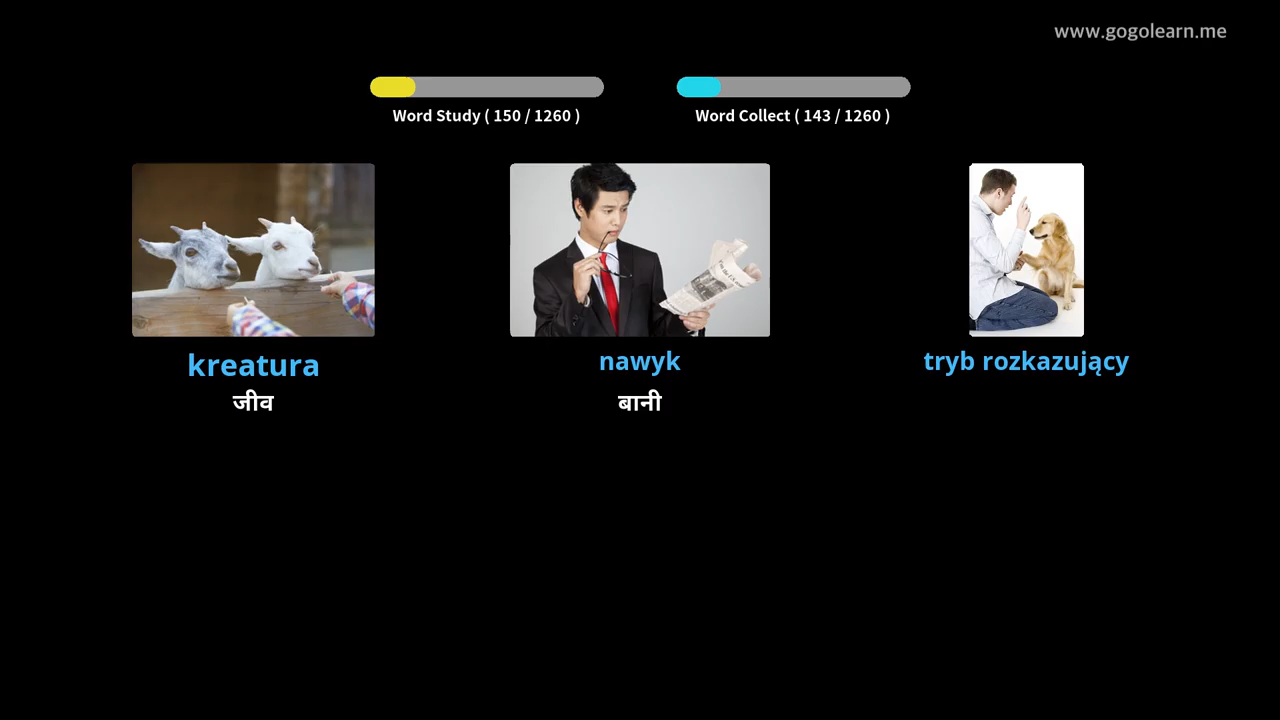 www.gogolearn.me
Word Study ( 150 / 1260 )
Word Collect ( 143 / 1260 )
kreatura
जीव
nawyk
बानी
tryb rozkazujący